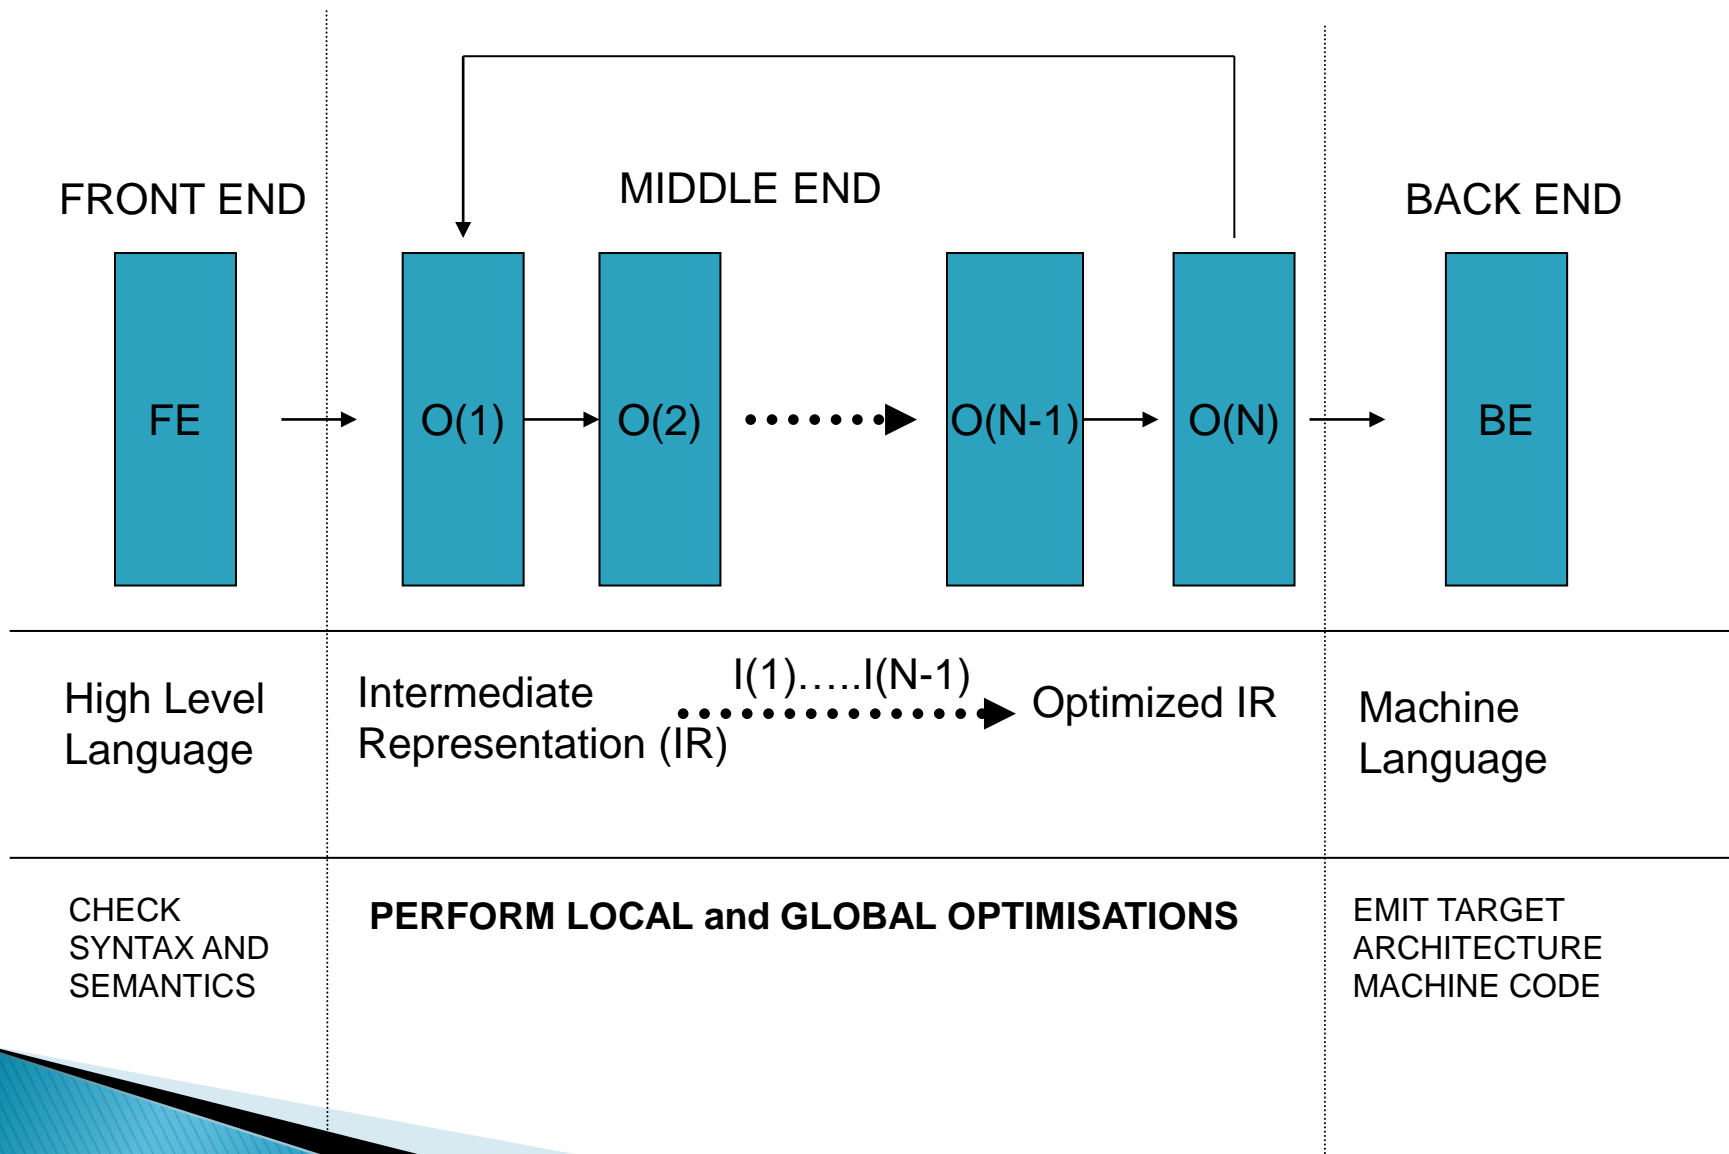 FRONT END
MIDDLE END
BACK END
FE
O(1)
O(2)
O(N-1)
O(N)
BE
High Level
Language
Intermediate
Representation (IR)
I(1)…..I(N-1)
Optimized IR
Machine
Language
CHECK
SYNTAX AND
SEMANTICS
PERFORM LOCAL and GLOBAL OPTIMISATIONS
EMIT TARGET
ARCHITECTURE
MACHINE CODE